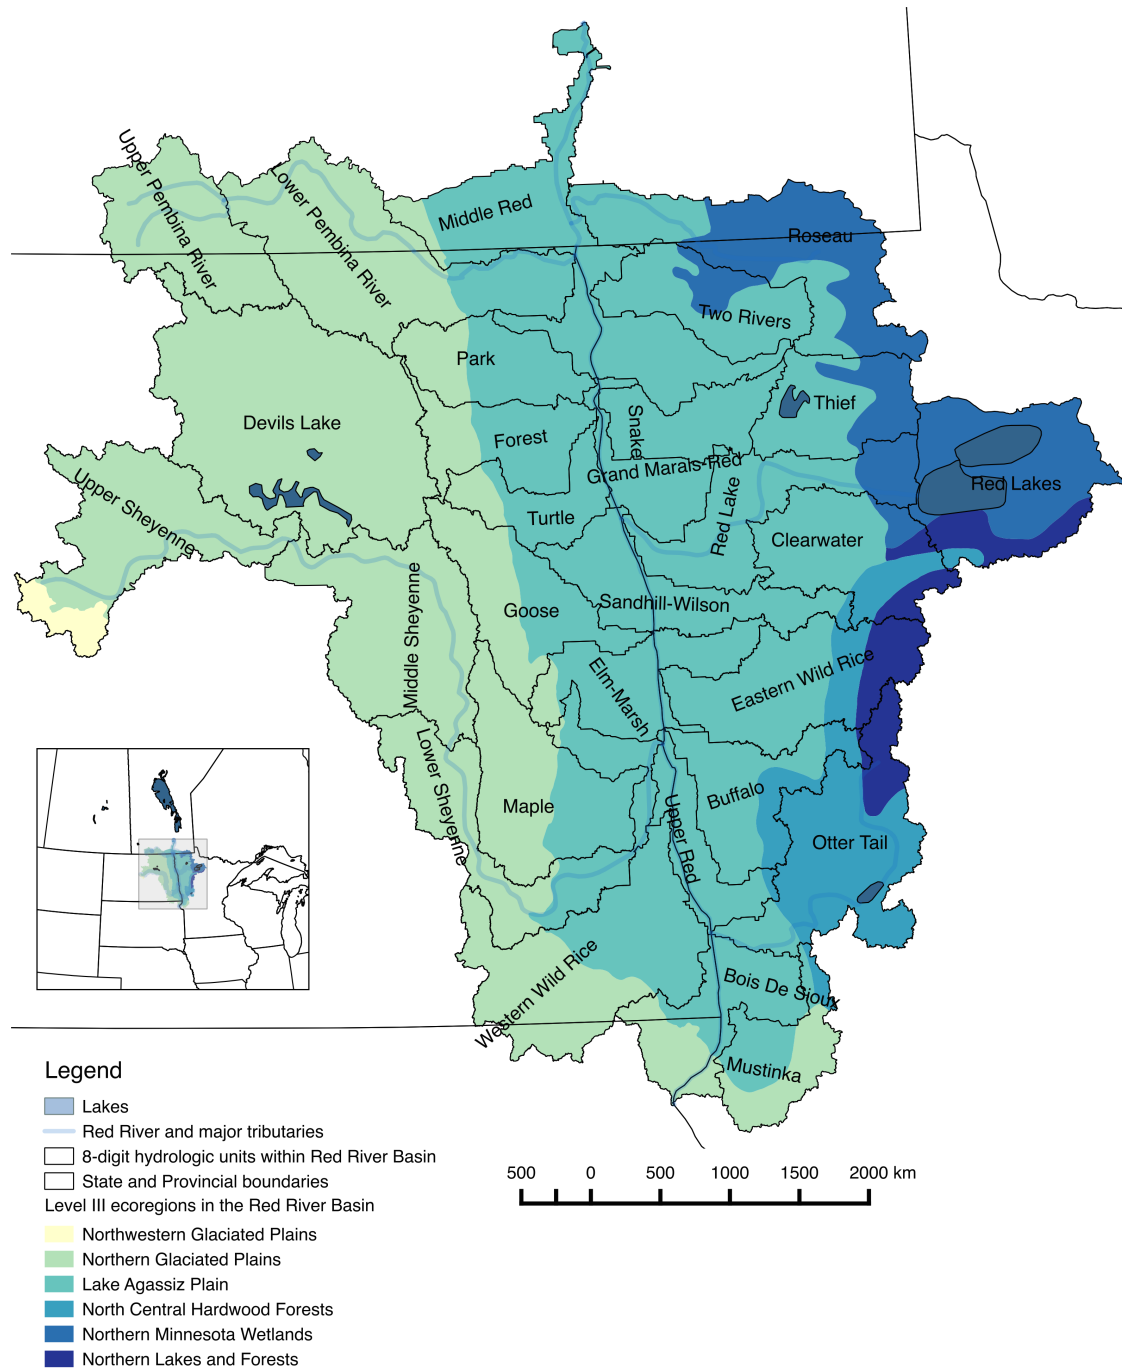 Upper Pembina River
Lower Pembina River
Middle Red
Roseau
Two Rivers
Park
Thief
Devils Lake
Snake
Forest
Grand Marais-Red
Red Lakes
Upper Sheyenne
Red Lake
Turtle
Clearwater
Middle Sheyenne
Goose
Sandhill-Wilson
Elm-Marsh
Eastern Wild Rice
Lower Sheyenne
Maple
Upper Red
Buffalo
Otter Tail
Western Wild Rice
Bois De Sioux
Mustinka
Legend
Lakes
Red River and major tributaries
8-digit hydrologic units within Red River Basin
State and Provincial boundaries
Level III ecoregions in the Red River Basin
Northwestern Glaciated Plains
Northern Glaciated Plains
Lake Agassiz Plain
North Central Hardwood Forests
Northern Minnesota Wetlands
Northern Lakes and Forests
500 0 500 1000 1500 2000 km